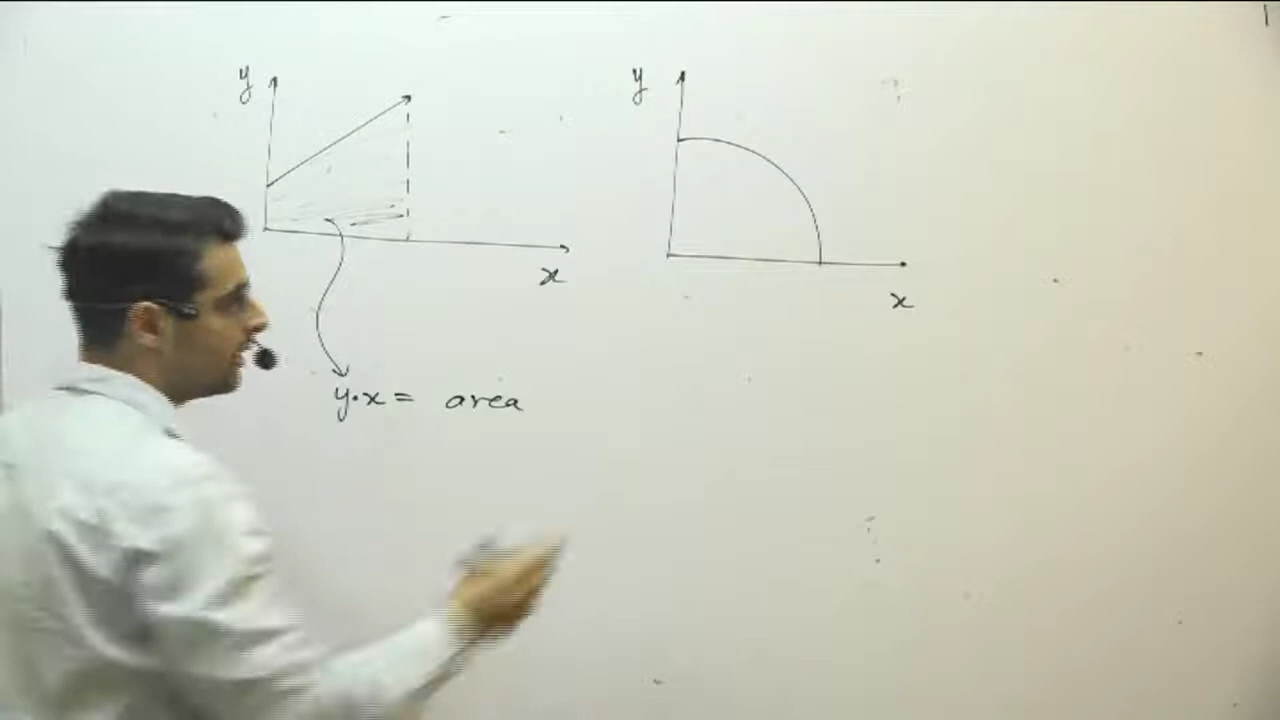 y
x
y·x = area
y
x